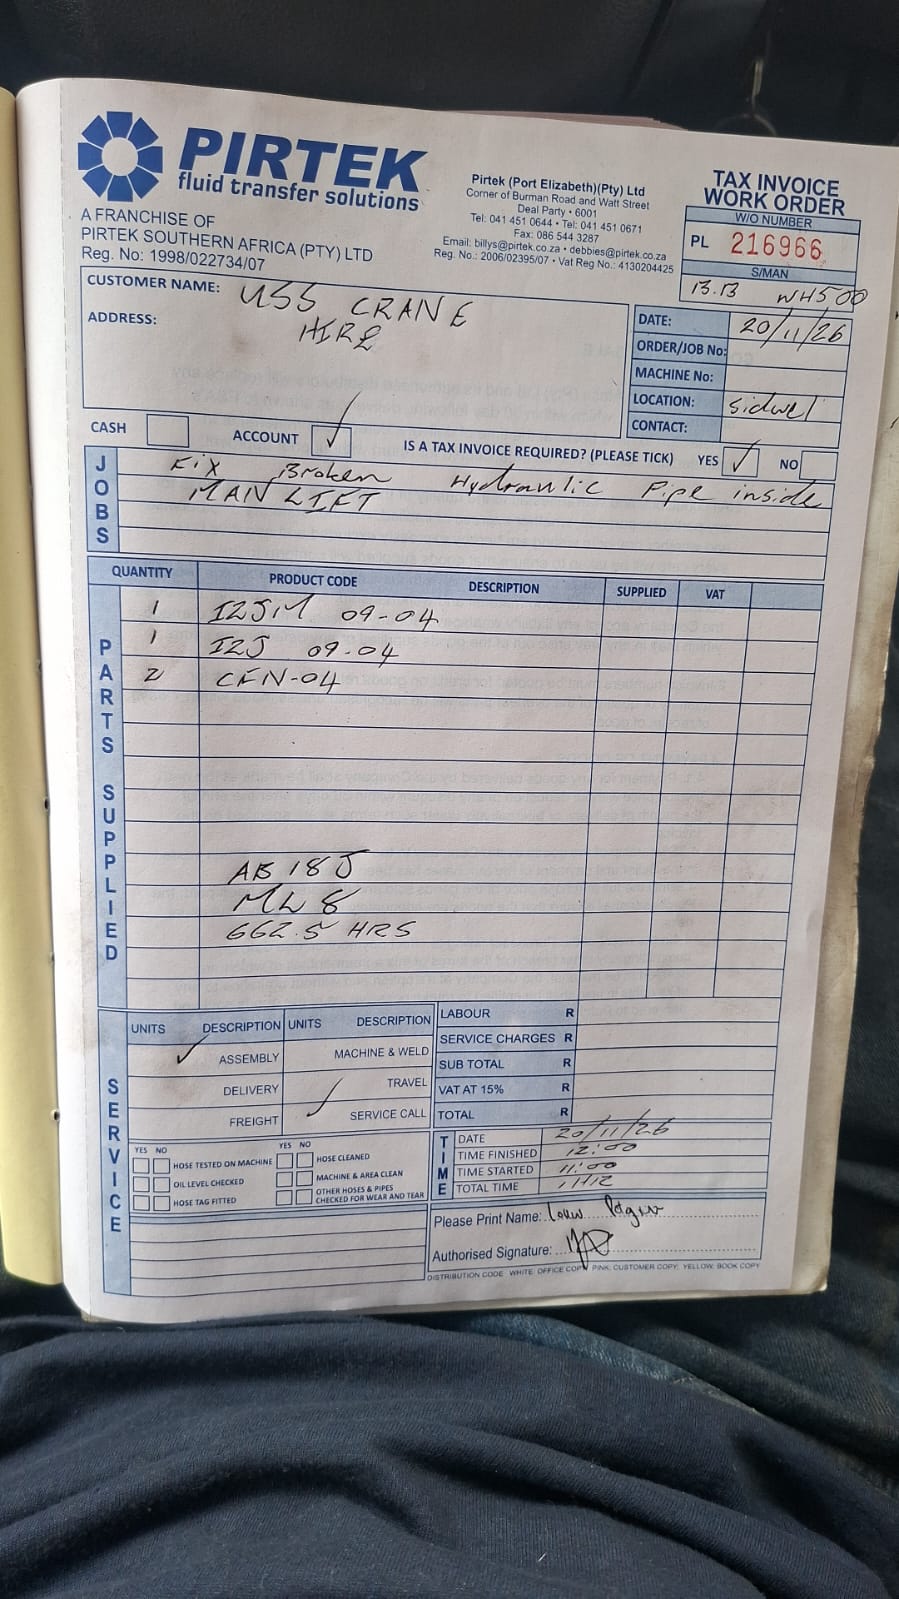 PIRTEK
fluid transfer solutions
A FRANCHISE OF
PIRTEK SOUTHERN AFRICA (PTY) LTD
Reg. No: 1998/022734/07
Pirtek (Port Elizabeth)(Pty) Ltd
Corner of Burman Road and Watt Street
Deal Party • 6001
Tel: 041 451 0644 • Tel: 041 451 0671
Fax: 086 544 3287
Email: billys@pirtek.co.za • debbies@pirtek.co.za
Reg. No.: 2006/02395/07 • Vat Reg No.: 4130204425
TAX INVOICE
WORK ORDER
W/O NUMBER
PL 216966
S/MAN
13.13 WH500
CUSTOMER NAME: USS CRANE
HIRE
ADDRESS:
DATE: 20/11/26
ORDER/JOB No:
MACHINE No:
LOCATION: Sidwel
CONTACT:
CASH ACCOUNT ✓ IS A TAX INVOICE REQUIRED? (PLEASE TICK) YES ✓ NO
JOBS
Fix Broken Hydraulic Pipe inside
MAN LIFT
QUANTITY PRODUCT CODE DESCRIPTION SUPPLIED VAT
PARTS SUPPLIED
1 I2JM 09-04
1 I2J 09-04
2 CFN-04
AB 18 J
ML 8
662.5 HRS
SERVICE
UNITS DESCRIPTION UNITS DESCRIPTION
✓ ASSEMBLY MACHINE & WELD
DELIVERY TRAVEL
FREIGHT ✓ SERVICE CALL
LABOUR R
SERVICE CHARGES R
SUB TOTAL R
VAT AT 15% R
TOTAL R
YES NO YES NO
HOSE TESTED ON MACHINE HOSE CLEANED
OIL LEVEL CHECKED MACHINE & AREA CLEAN
HOSE TAG FITTED OTHER HOSES & PIPES
CHECKED FOR WEAR AND TEAR
TIME
DATE 20/11/26
TIME FINISHED 12:00
TIME STARTED 11:00
TOTAL TIME
Please Print Name:
Authorised Signature:
DISTRIBUTION CODE WHITE: OFFICE COPY PINK: CUSTOMER COPY: YELLOW: BOOK COPY